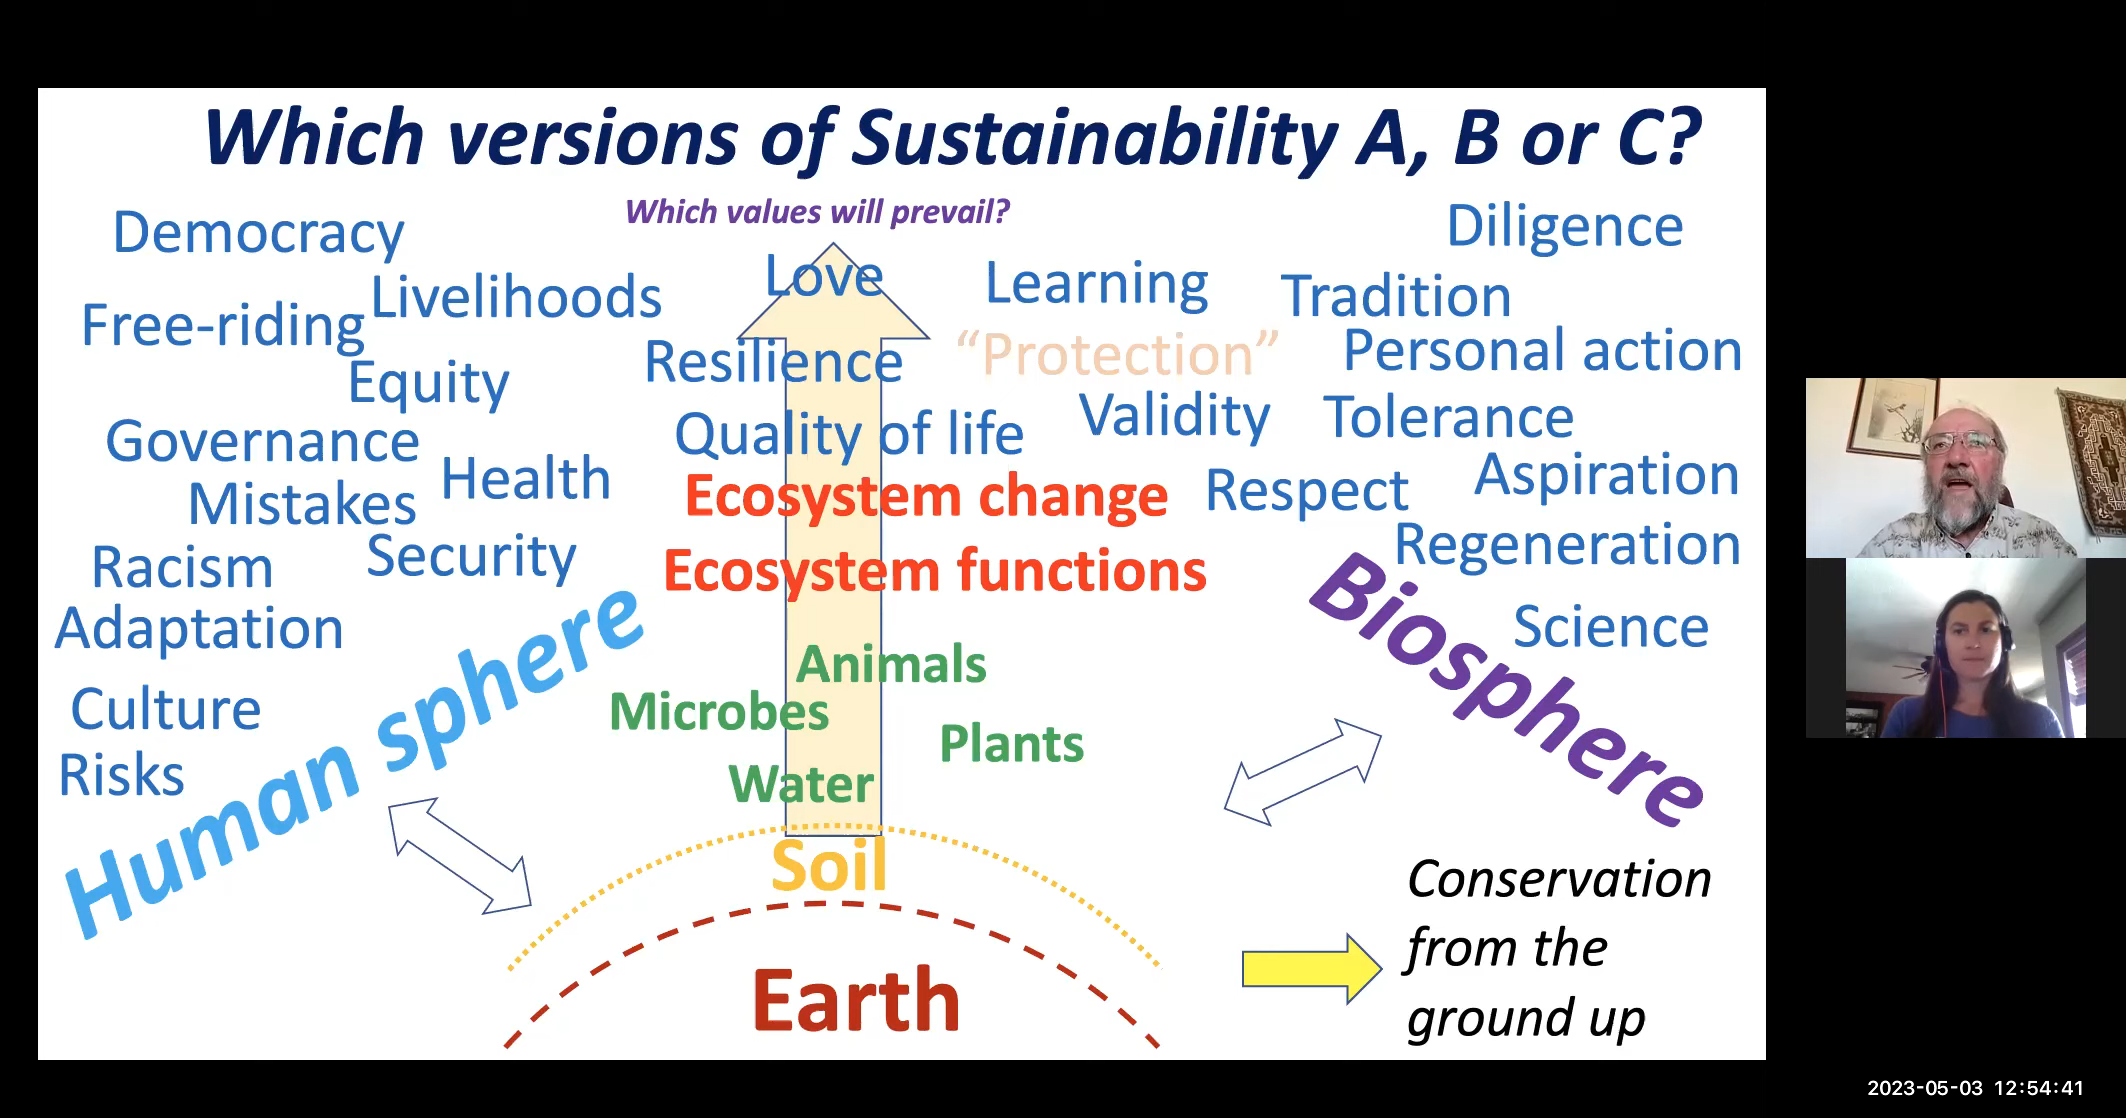 Which versions of Sustainability A, B or C?
Which values will prevail?
Democracy
Diligence
Love
Learning
Livelihoods
Tradition
Free-riding
Resilience
“Protection”
Personal action
Equity
Quality of life
Validity
Tolerance
Governance
Health
Ecosystem change
Respect
Aspiration
Mistakes
Security
Ecosystem functions
Regeneration
Racism
Adaptation
Human sphere
Biosphere
Science
Animals
Culture
Microbes
Plants
Risks
Water
Soil
Earth
Conservation
from the
ground up
2023-05-03 12:54:41